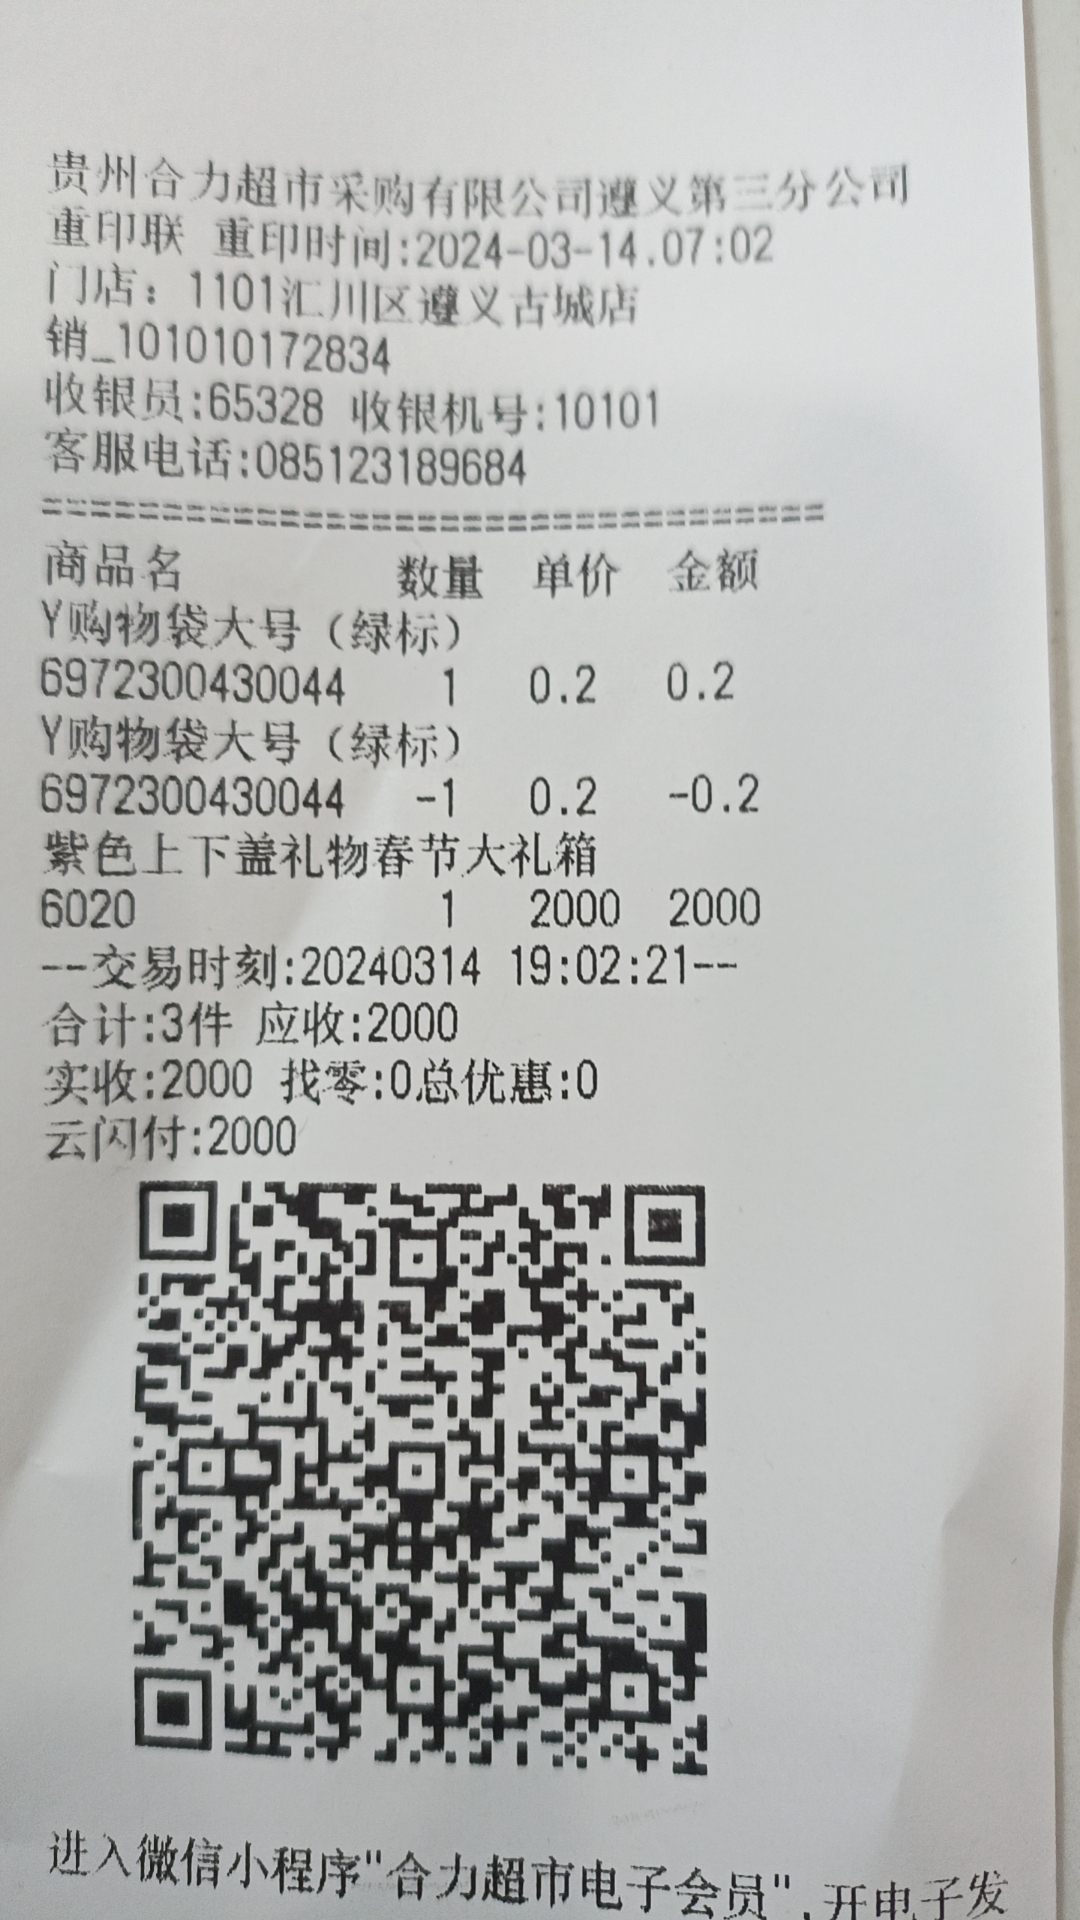 贵州合力超市采购有限公司遵义第三分公司
重印联 重印时间:2024-03-14.07:02
门店：1101汇川区遵义古城店
销_101010172834
收银员:65328 收银机号:10101
客服电话:085123189684
=================================
商品名 数量 单价 金额
Y购物袋大号（绿标）
6972300430044 1 0.2 0.2
Y购物袋大号（绿标）
6972300430044 -1 0.2 -0.2
紫色上下盖礼物春节大礼箱
6020 1 2000 2000
--交易时刻:20240314 19:02:21--
合计:3件 应收:2000
实收:2000 找零:0总优惠:0
云闪付:2000
进入微信小程序"合力超市电子会员",开电子发